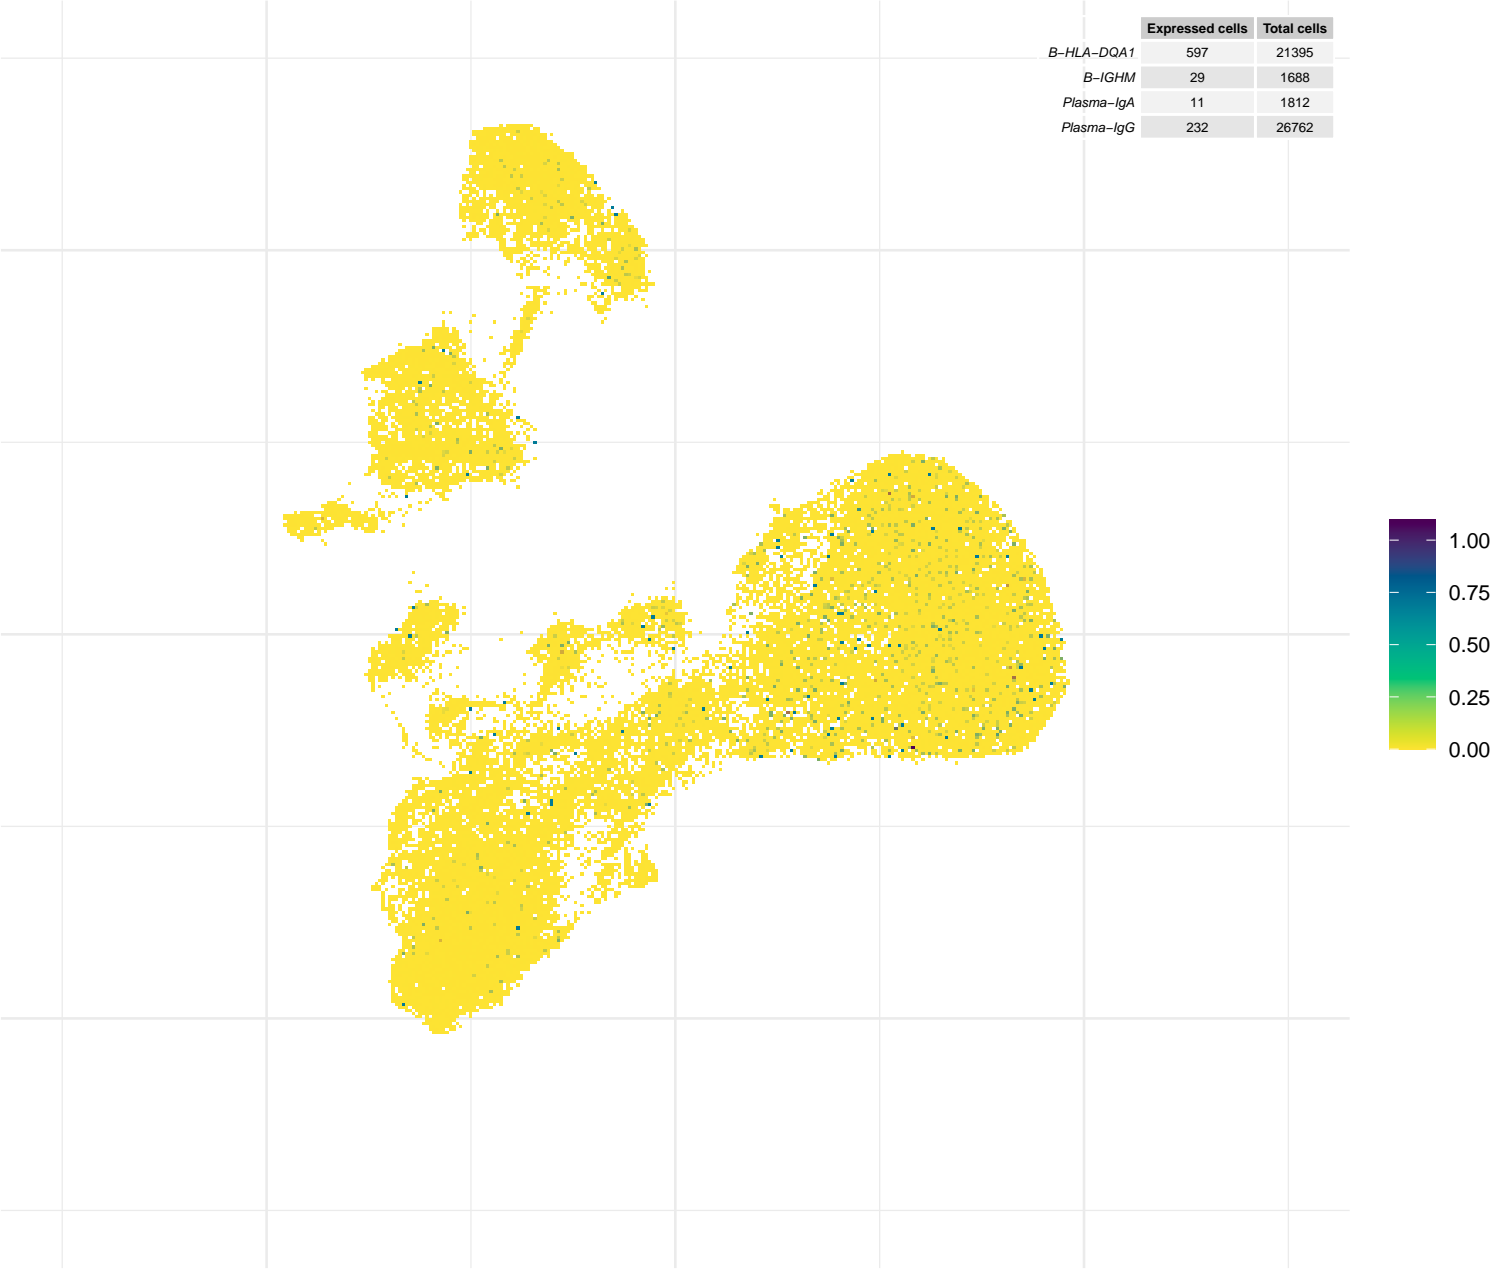 Expressed cells Total cells
B−HLA−DQA1 597 21395
B−IGHM 29 1688
Plasma−IgA 11 1812
Plasma−IgG 232 26762
1.00
0.75
0.50
0.25
0.00